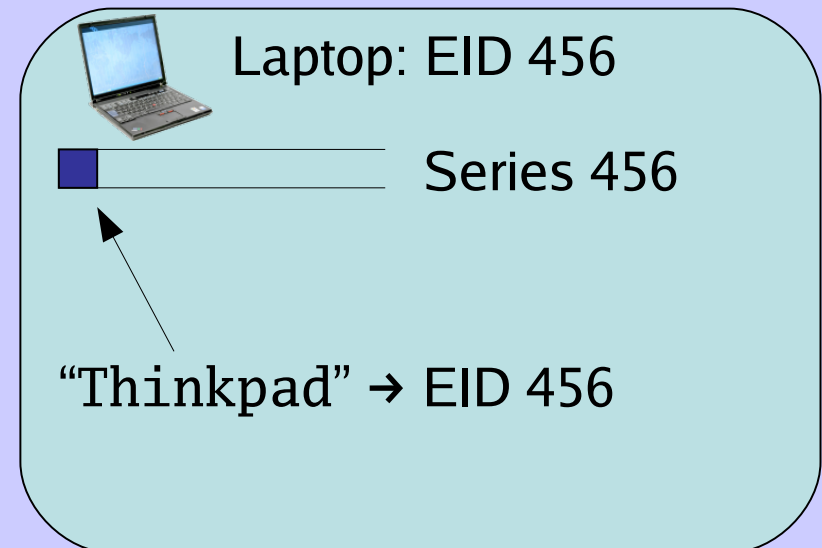 Laptop: EID 456
Series 456
“Thinkpad” → EID 456